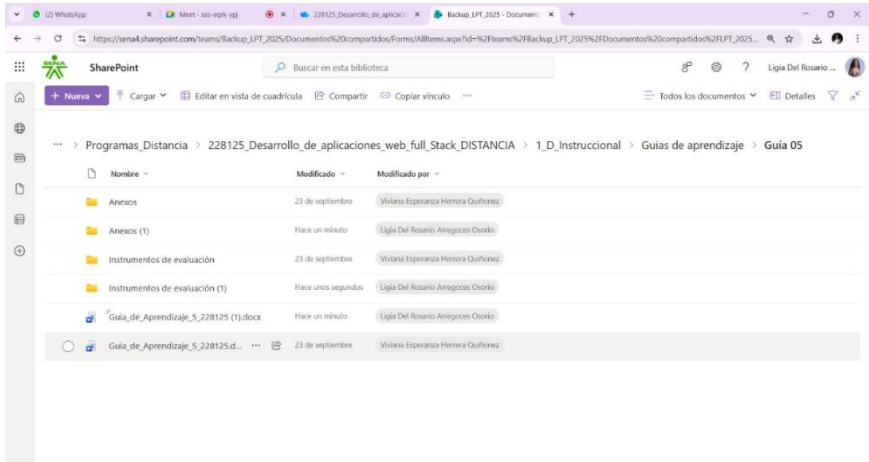 (2) WhatsApp
Meet - xxs-eqrk-ypj
228125_Desarrollo_de_aplicaci
Backup_LPT_2025 - Documento
https://sena4.sharepoint.com/teams/Backup_LPT_2025/Documentos%20compartidos/Forms/AllItems.aspx?id=%2Fteams%2FBackup_LPT_2025%2FDocumentos%20compartidos%2FLPT_2025...
SENA
SharePoint
Buscar en esta biblioteca
Ligia Del Rosario ...
+ Nueva
Cargar
Editar en vista de cuadrícula
Compartir
Copiar vínculo
...
Todos los documentos
Detalles
... > Programas_Distancia > 228125_Desarrollo_de_aplicaciones_web_full_Stack_DISTANCIA > 1_D_Instruccional > Guias de aprendizaje > Guía 05
Nombre Modificado Modificado por
Anexos 23 de septiembre Viviana Esperanza Herrera Quiñonez
Anexos (1) Hace un minuto Ligia Del Rosario Arregoces Osorio
Instrumentos de evaluación 23 de septiembre Viviana Esperanza Herrera Quiñonez
Instrumentos de evaluación (1) Hace unos segundos Ligia Del Rosario Arregoces Osorio
Guia_de_Aprendizaje_5_228125 (1).docx Hace un minuto Ligia Del Rosario Arregoces Osorio
Guia_de_Aprendizaje_5_228125.d... ... 23 de septiembre Viviana Esperanza Herrera Quiñonez